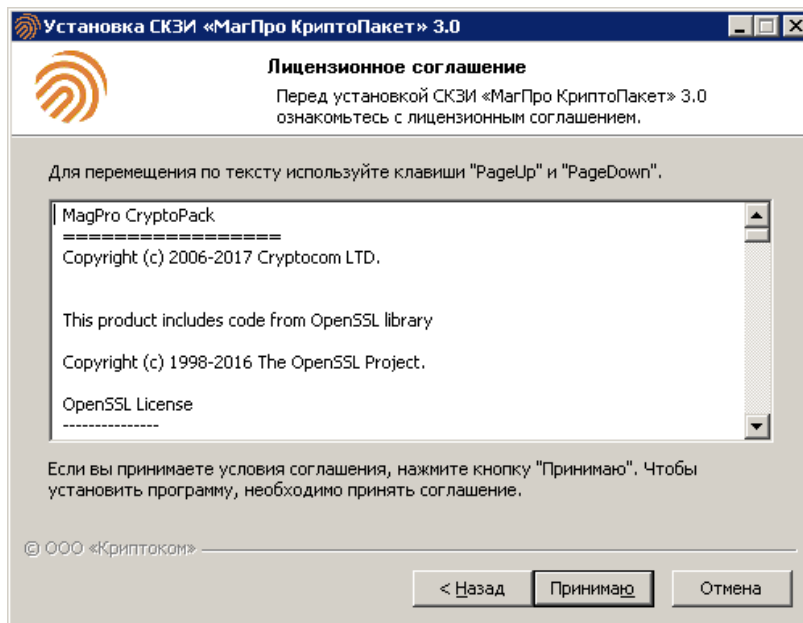 Установка СКЗИ «МагПро КриптоПакет» 3.0
Лицензионное соглашение
Перед установкой СКЗИ «МагПро КриптоПакет» 3.0
ознакомьтесь с лицензионным соглашением.
Для перемещения по тексту используйте клавиши "PageUp" и "PageDown".
MagPro CryptoPack
=================
Copyright (c) 2006-2017 Cryptocom LTD.
This product includes code from OpenSSL library
Copyright (c) 1998-2016 The OpenSSL Project.
OpenSSL License
---------------
Если вы принимаете условия соглашения, нажмите кнопку "Принимаю". Чтобы
установить программу, необходимо принять соглашение.
© ООО «Криптоком»
< Назад Принимаю Отмена